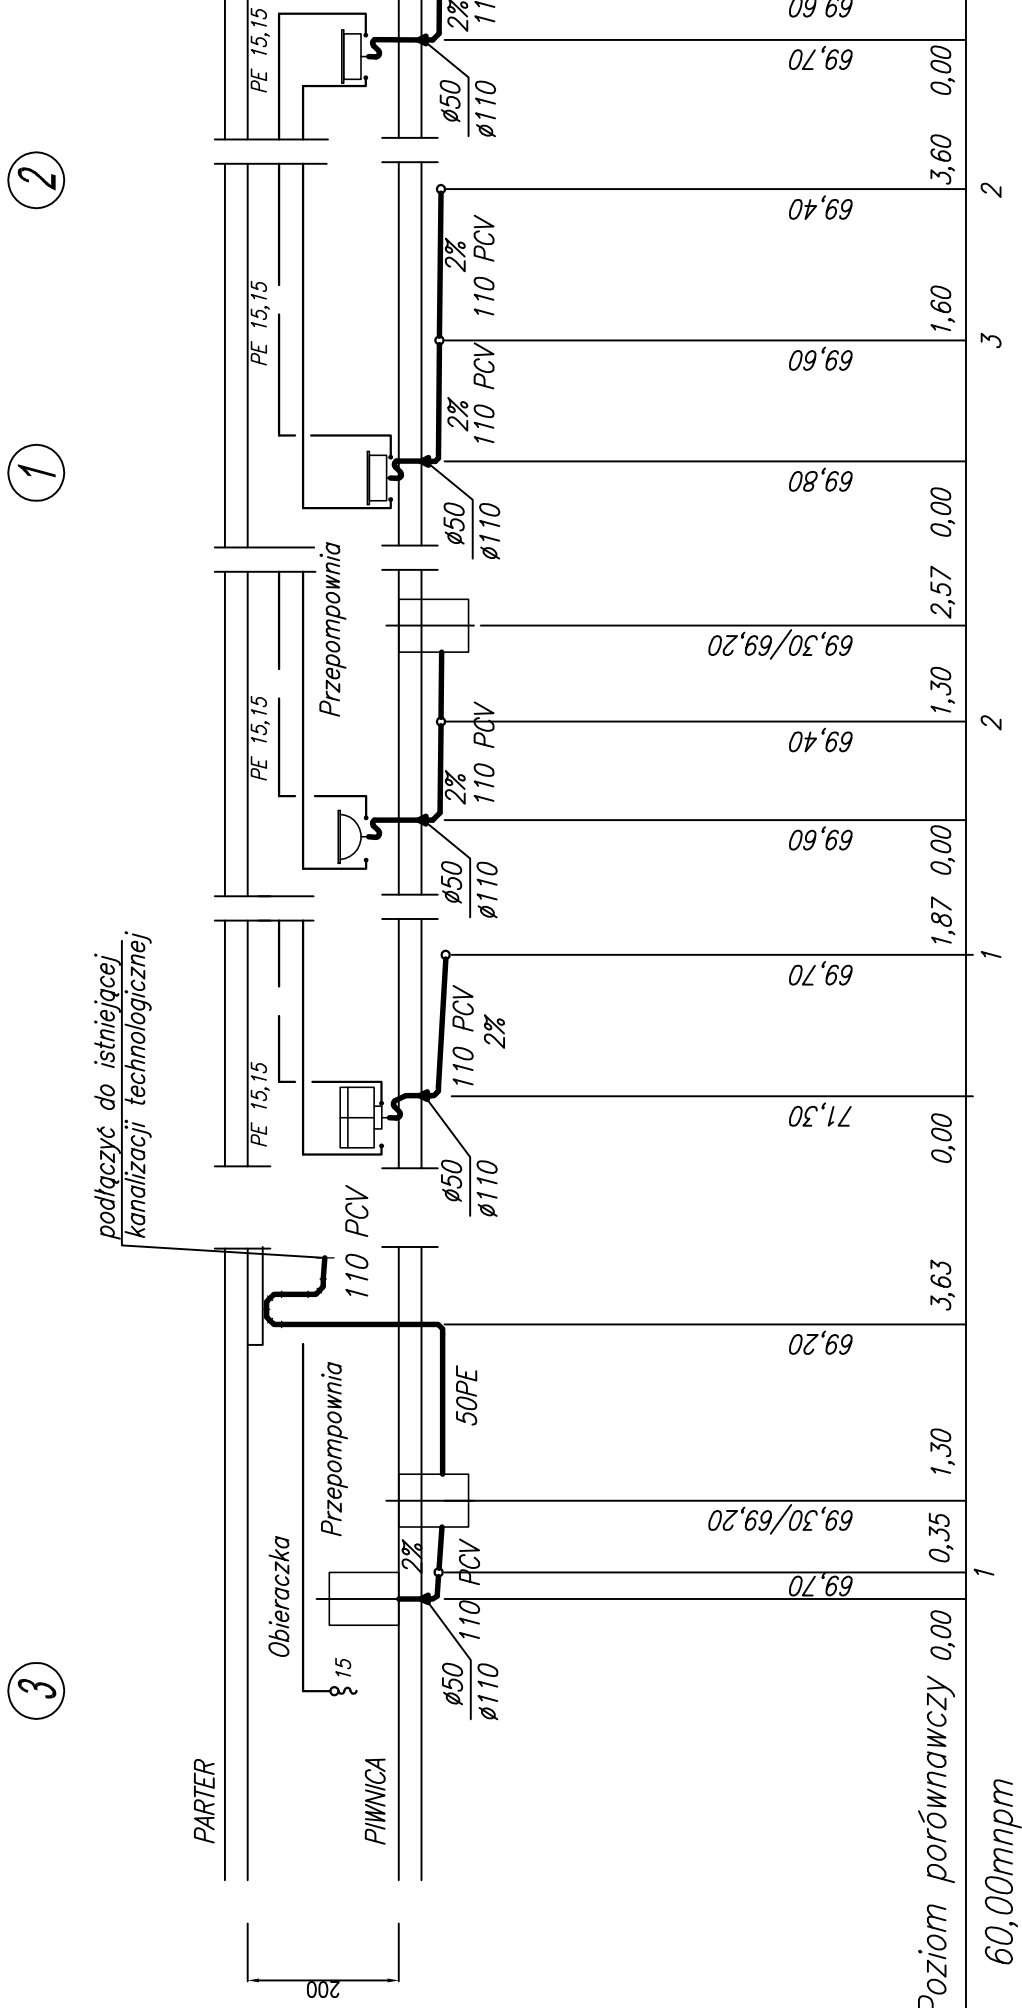 3
1
2
podłączyć do istniejącej
kanalizacji technologicznej
PARTER
PIWNICA
200
Obieraczka
15
Przepompownia
110 PCV
PE 15,15
PE 15,15
Przepompownia
PE 15,15
PE 15,15
2%
ø50
ø110
110 PCV
50PE
ø50
ø110
110 PCV
2%
ø50
ø110
2%
110 PCV
ø50
ø110
2%
110 PCV
2%
110 PCV
ø50
ø110
2%
69,70
69,30/69,20
69,20
71,30
69,70
69,60
69,40
69,30/69,20
69,80
69,60
69,40
69,70
69,60
Poziom porównawczy
0,00
0,35
1,30
3,63
0,00
1,87
0,00
1,30
2,57
0,00
1,60
3,60
0,00
60,00mnpm
1
1
2
3
2